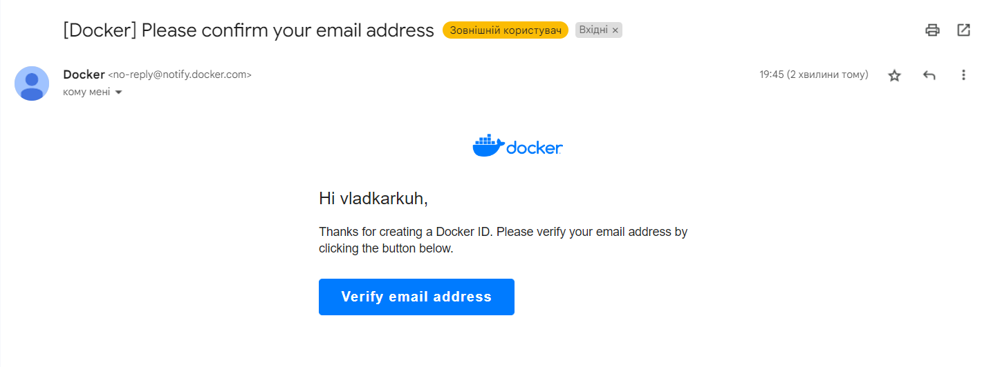 [Docker] Please confirm your email address Зовнішній користувач Вхідні ×
Docker <no-reply@notify.docker.com> 19:45 (2 хвилини тому)
кому мені
docker
Hi vladkarkuh,
Thanks for creating a Docker ID. Please verify your email address by
clicking the button below.
Verify email address